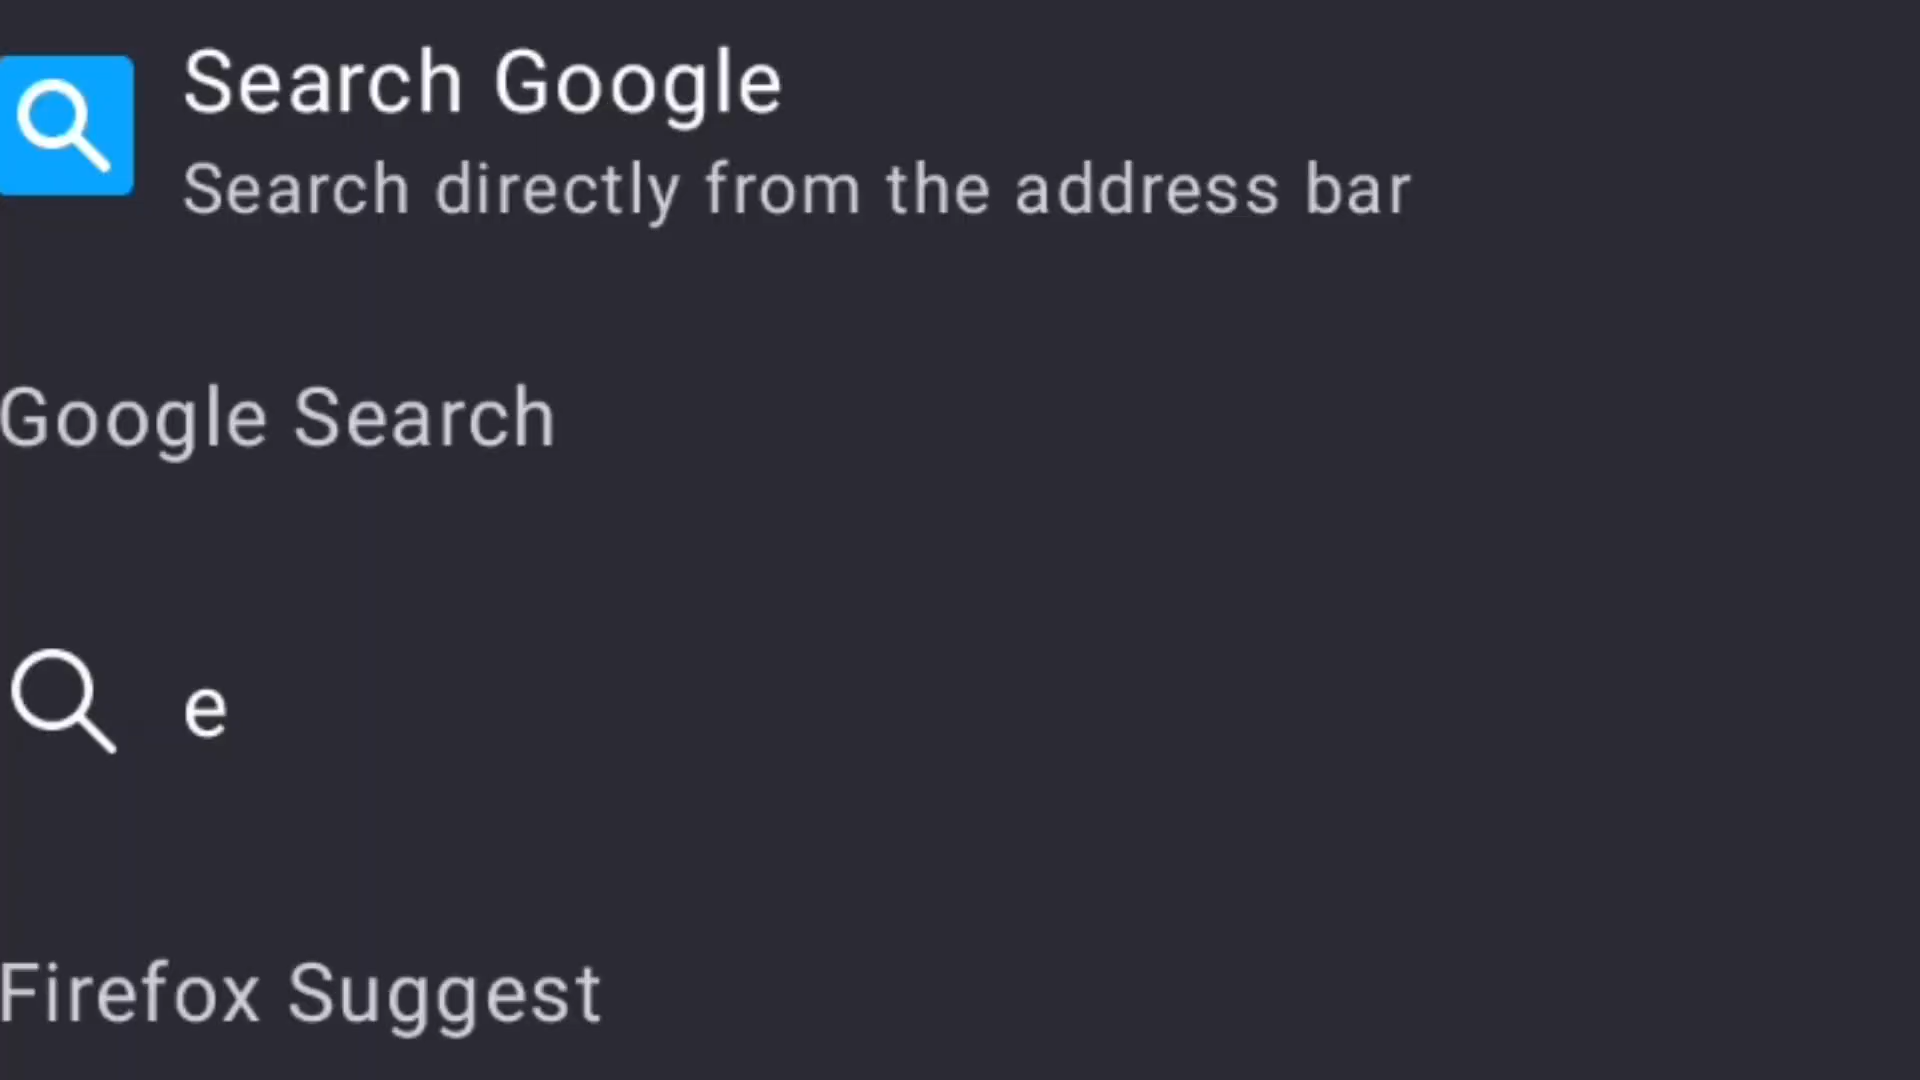 Search Google
Search directly from the address bar
Google Search
e
Firefox Suggest